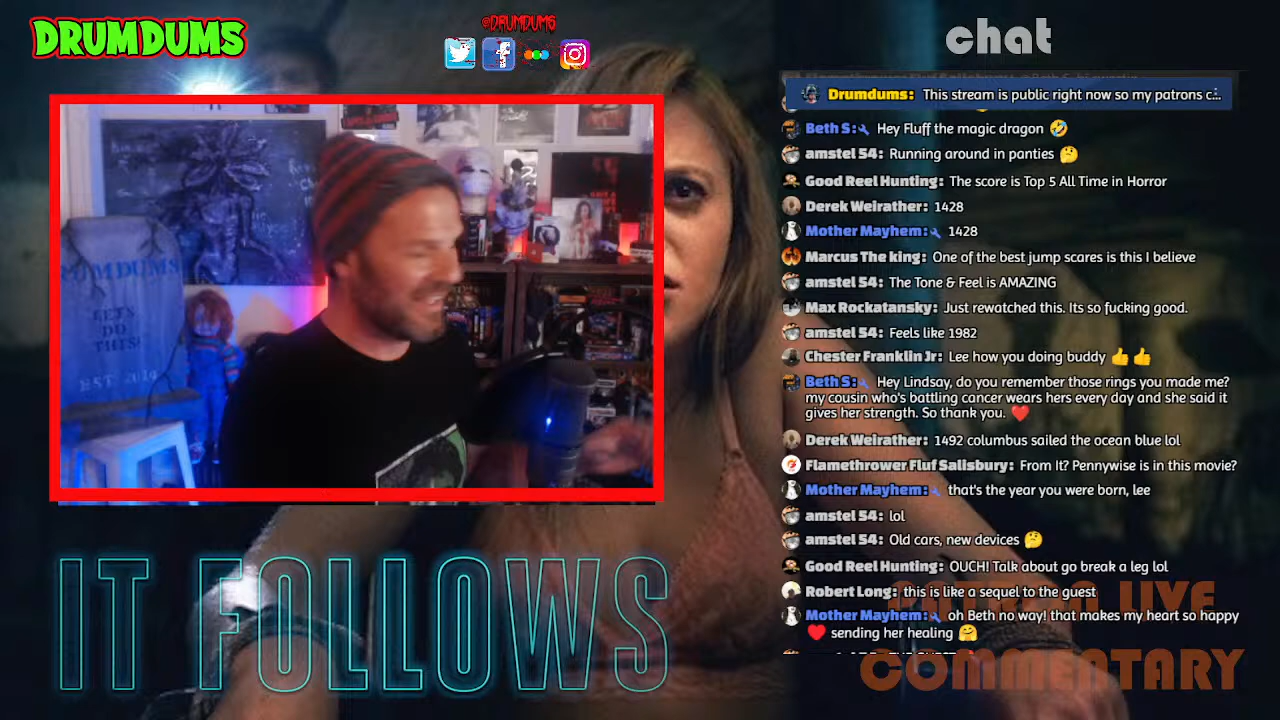 DRUMDUMS
@DRUMDUMS
chat
Drumdums: This stream is public right now so my patrons c...
Beth S: Hey Fluff the magic dragon 🤣
amstel 54: Running around in panties 🤔
Good Reel Hunting: The score is Top 5 All Time in Horror
Derek Weirather: 1428
Mother Mayhem: 1428
Marcus The king: One of the best jump scares is this I believe
amstel 54: The Tone & Feel is AMAZING
Max Rockatansky: Just rewatched this. Its so fucking good.
amstel 54: Feels like 1982
Chester Franklin Jr: Lee how you doing buddy 👍👍
Beth S: Hey Lindsay, do you remember those rings you made me?
my cousin who's battling cancer wears hers every day and she said it
gives her strength. So thank you. ❤️
Derek Weirather: 1492 columbus sailed the ocean blue lol
Flamethrower Fluf Salisbury: From It? Pennywise is in this movie?
Mother Mayhem: that's the year you were born, lee
amstel 54: lol
amstel 54: Old cars, new devices 🤔
Good Reel Hunting: OUCH! Talk about go break a leg lol
Robert Long: this is like a sequel to the guest
Mother Mayhem: oh Beth no way! that makes my heart so happy
❤️ sending her healing 🤗
DRUMDUMS
LET'S
DO
THIS!
EST 2019
IT FOLLOWS
LIVE
COMMENTARY